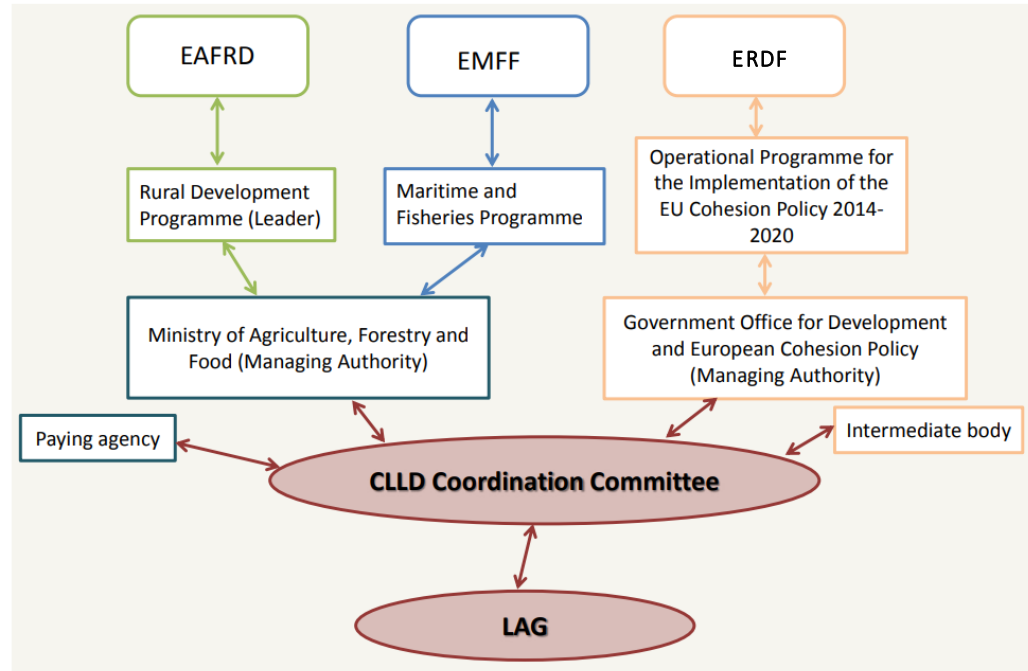 EAFRD
EMFF
ERDF
Rural Development
Programme (Leader)
Maritime and
Fisheries Programme
Operational Programme for
the Implementation of the
EU Cohesion Policy 2014-
2020
Ministry of Agriculture, Forestry and
Food (Managing Authority)
Government Office for Development
and European Cohesion Policy
(Managing Authority)
Paying agency
Intermediate body
CLLD Coordination Committee
LAG